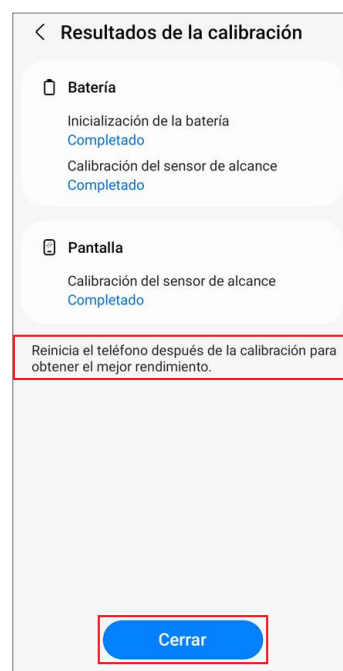 Resultados de la calibración
Batería
Inicialización de la batería
Completado
Calibración del sensor de alcance
Completado
Pantalla
Calibración del sensor de alcance
Completado
Reinicia el teléfono después de la calibración para
obtener el mejor rendimiento.
Cerrar